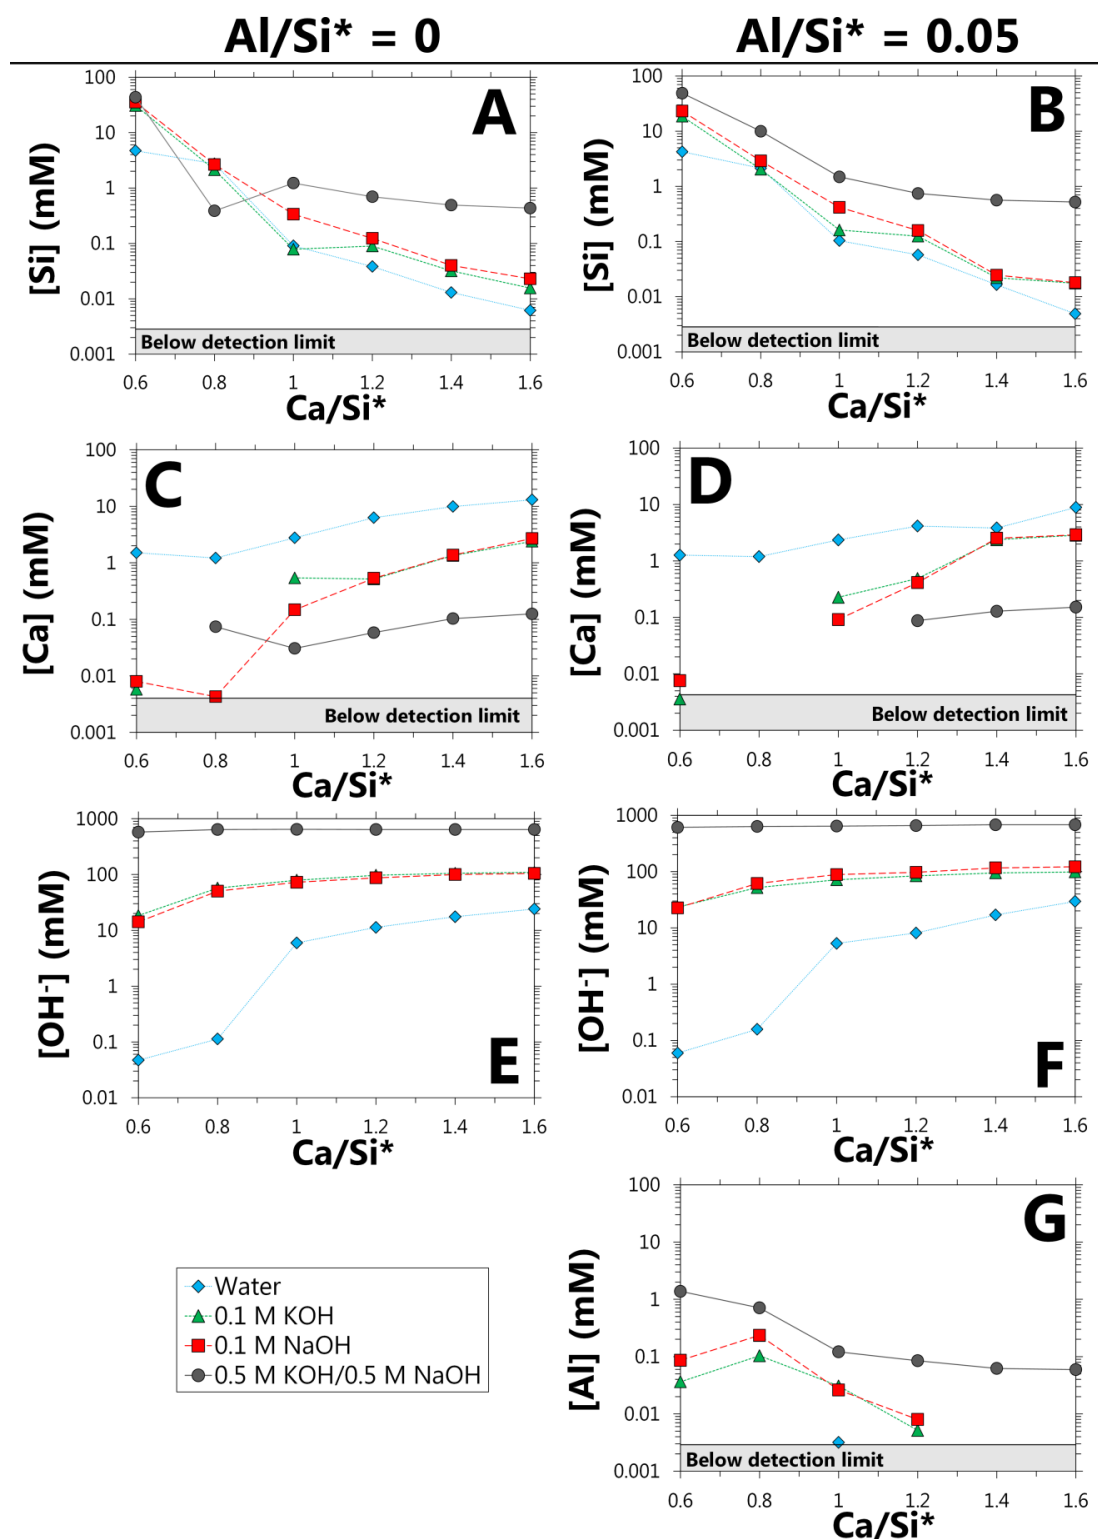 Al/Si* = 0
Al/Si* = 0.05
A
[Si] (mM)
100
10
1
0.1
0.01
0.001
Below detection limit
0.6 0.8 1 1.2 1.4 1.6
Ca/Si*
B
[Si] (mM)
100
10
1
0.1
0.01
0.001
Below detection limit
0.6 0.8 1 1.2 1.4 1.6
Ca/Si*
C
[Ca] (mM)
100
10
1
0.1
0.01
0.001
Below detection limit
0.6 0.8 1 1.2 1.4 1.6
Ca/Si*
D
[Ca] (mM)
100
10
1
0.1
0.01
0.001
Below detection limit
0.6 0.8 1 1.2 1.4 1.6
Ca/Si*
E
[OH⁻] (mM)
1000
100
10
1
0.1
0.01
0.6 0.8 1 1.2 1.4 1.6
Ca/Si*
F
[OH⁻] (mM)
1000
100
10
1
0.1
0.01
0.6 0.8 1 1.2 1.4 1.6
Ca/Si*
Water
0.1 M KOH
0.1 M NaOH
0.5 M KOH/0.5 M NaOH
G
[Al] (mM)
100
10
1
0.1
0.01
0.001
Below detection limit
0.6 0.8 1 1.2 1.4 1.6
Ca/Si*